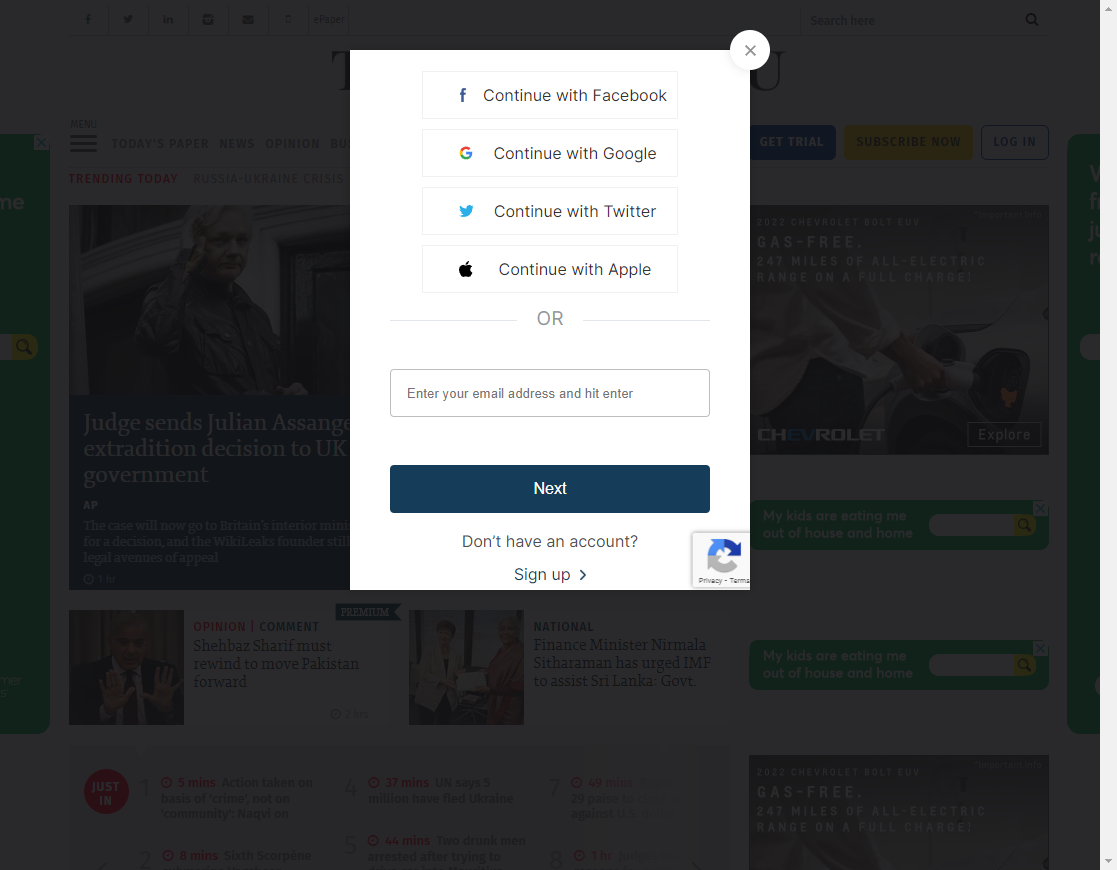 ePaper
Search here
Continue with Facebook
MENU
TODAY'S PAPER NEWS OPINION
GET TRIAL
SUBSCRIBE NOW
LOG IN
Continue with Google
TRENDING TODAY
RUSSIA-UKRAINE CRISIS
me
Continue with Twitter
2022 CHEVROLET BOLT EUV
Important Info
GAS-FREE.
247 MILES OF ALL-ELECTRIC
RANGE ON A FULL CHARGE!
Continue with Apple
OR
Enter your email address and hit enter
Judge sends Julian Assange
extradition decision to UK
government
CHEVROLET
Explore
Next
AP
The case will now go to Britain's interior mini
for a decision, and the WikiLeaks founder still
legal avenues of appeal
1 hr
My kids are eating me
out of house and home
Don't have an account?
Sign up
Privacy - Terms
PREMIUM
OPINION | COMMENT
Shehbaz Sharif must
rewind to move Pakistan
forward
2 hrs
NATIONAL
Finance Minister Nirmala
Sitharaman has urged IMF
to assist Sri Lanka: Govt.
My kids are eating me
out of house and home
JUST
IN
1 5 mins Action taken on
basis of 'crime', not on
'community': Naqvi on
2 8 mins Sixth Scorpène
4 37 mins UN says 5
million have fled Ukraine
5 44 mins Two drunk men
arrested after trying to
7 49 mins
29 paise to
against U.S.
8 1 hr
2022 CHEVROLET BOLT EUV
Important Info
GAS-FREE.
247 MILES OF ALL-ELECTRIC
RANGE ON A FULL CHARGE!